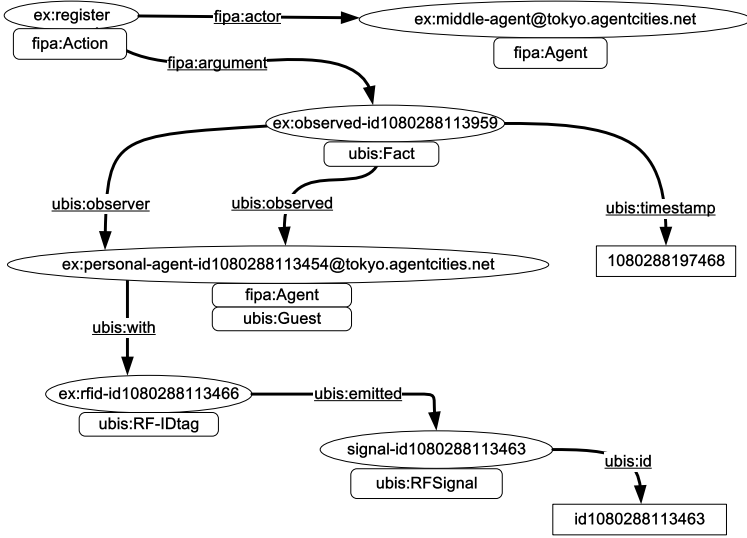 ex:register
fipa:actor
ex:middle-agent@tokyo.agentcities.net
fipa:Action
fipa:Agent
fipa:argument
ex:observed-id1080288113959
ubis:Fact
ubis:observer
ubis:observed
ubis:timestamp
ex:personal-agent-id1080288113454@tokyo.agentcities.net
1080288197468
fipa:Agent
ubis:Guest
ubis:with
ex:rfid-id1080288113466
ubis:emitted
ubis:RF-IDtag
signal-id1080288113463
ubis:id
ubis:RFSignal
id1080288113463